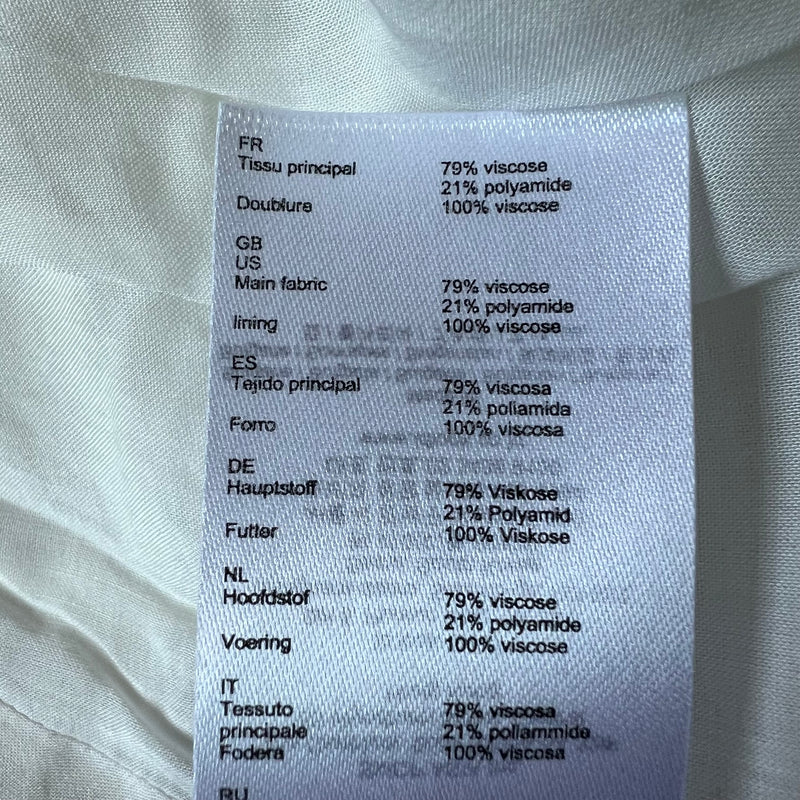 FR
Tissu principal 79% viscose
21% polyamide
Doublure 100% viscose
GB
US
Main fabric 79% viscose
21% polyamide
lining 100% viscose
ES
Tejido principal 79% viscosa
21% poliamida
Forro 100% viscosa
DE
Hauptstoff 79% Viskose
21% Polyamid
Futter 100% Viskose
NL
Hoofdstof 79% viscose
21% polyamide
Voering 100% viscose
IT
Tessuto 79% viscosa
principale 21% poliammide
Fodera 100% viscosa
RU